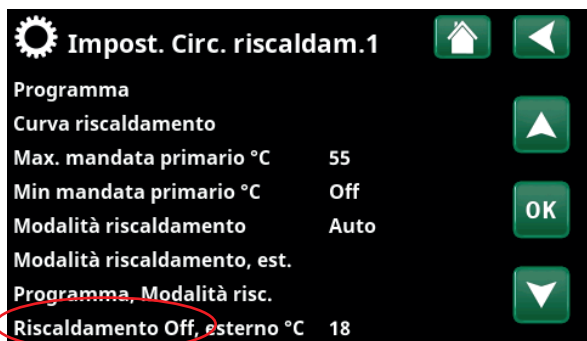 Impost. Circ. riscaldam.1
Programma
Curva riscaldamento
Max. mandata primario °C 55
Min mandata primario °C Off
Modalità riscaldamento Auto
OK
Modalità riscaldamento, est.
Programma, Modalità risc.
Riscaldamento Off, esterno °C 18